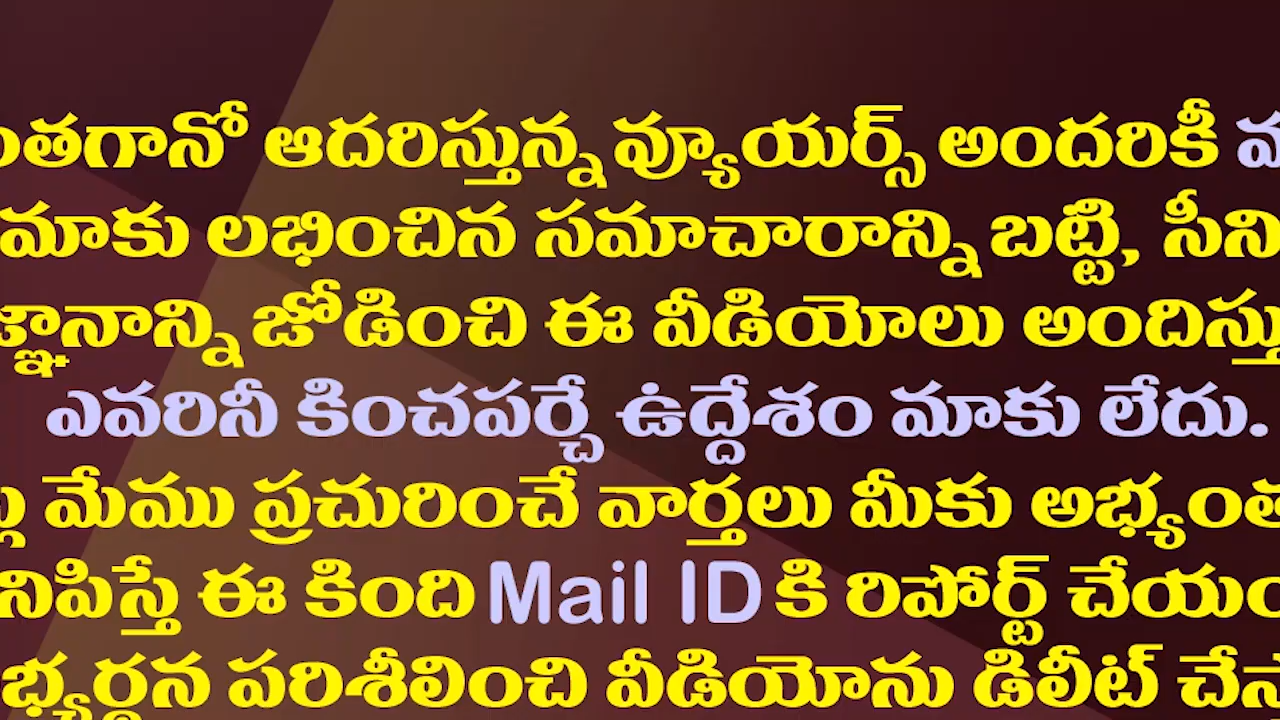 ంతగానో ఆదరిస్తున్న వ్యూయర్స్ అందరికీ
మాకు లభించిన సమాచారాన్ని బట్టి, సీని
జ్ఞానాన్ని జోడించి ఈ వీడియోలు అందిస్తు
ఎవరినీ కించపర్చే ఉద్దేశం మాకు లేదు.
మేము ప్రచురించే వార్తలు మీకు అభ్యంత
నిపిస్తే ఈ కింది Mail ID కి రిపోర్ట్ చేయం
భ్యర్థన పరిశీలించి వీడియోను డిలీట్ చేస